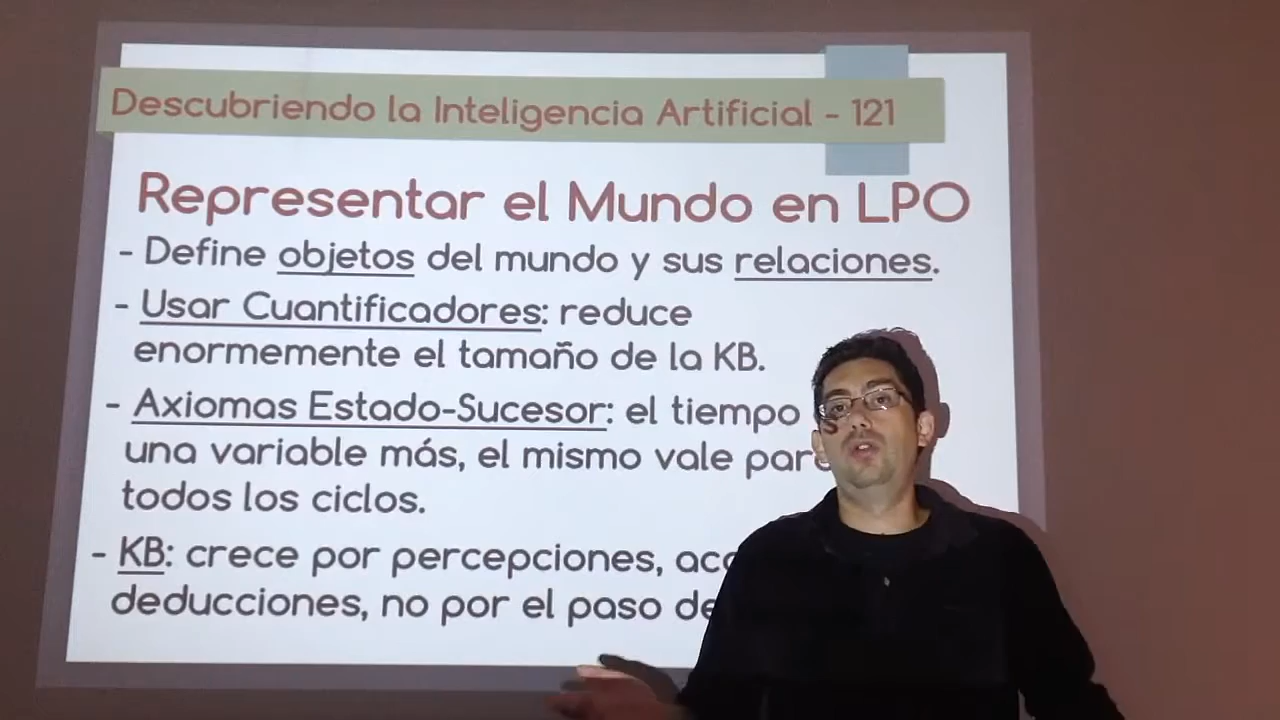 Descubriendo la Inteligencia Artificial - 121
Representar el Mundo en LPO
- Define objetos del mundo y sus relaciones.
- Usar Cuantificadores: reduce
enormemente el tamaño de la KB.
- Axiomas Estado-Sucesor: el tiempo
una variable más, el mismo vale para
todos los ciclos.
- KB: crece por percepciones,
deducciones, no por el paso de